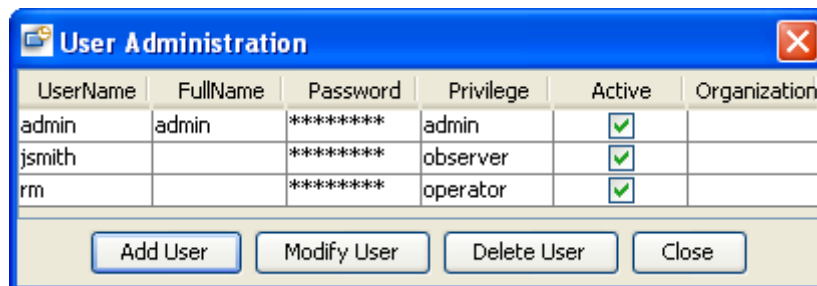 User Administration
UserName FullName Password Privilege Active Organization
admin admin ******** admin
jsmith ******** observer
rm ******** operator
Add User Modify User Delete User Close